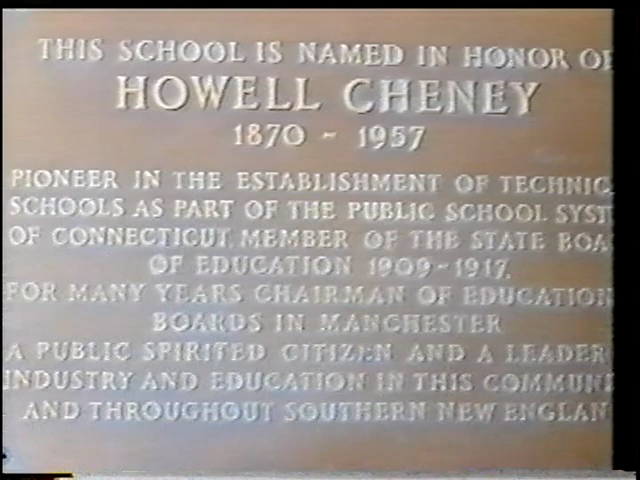 THIS SCHOOL IS NAMED IN HONOR OF
HOWELL CHENEY
1870 - 1957
PIONEER IN THE ESTABLISHMENT OF TECHNIC
SCHOOLS AS PART OF THE PUBLIC SCHOOL SYST
OF CONNECTICUT, MEMBER OF THE STATE BOA
OF EDUCATION 1909-1917.
FOR MANY YEARS CHAIRMAN OF EDUCATION
BOARDS IN MANCHESTER
A PUBLIC SPIRITED CITIZEN AND A LEADER
INDUSTRY AND EDUCATION IN THIS COMMUN
AND THROUGHOUT SOUTHERN NEW ENGLAN